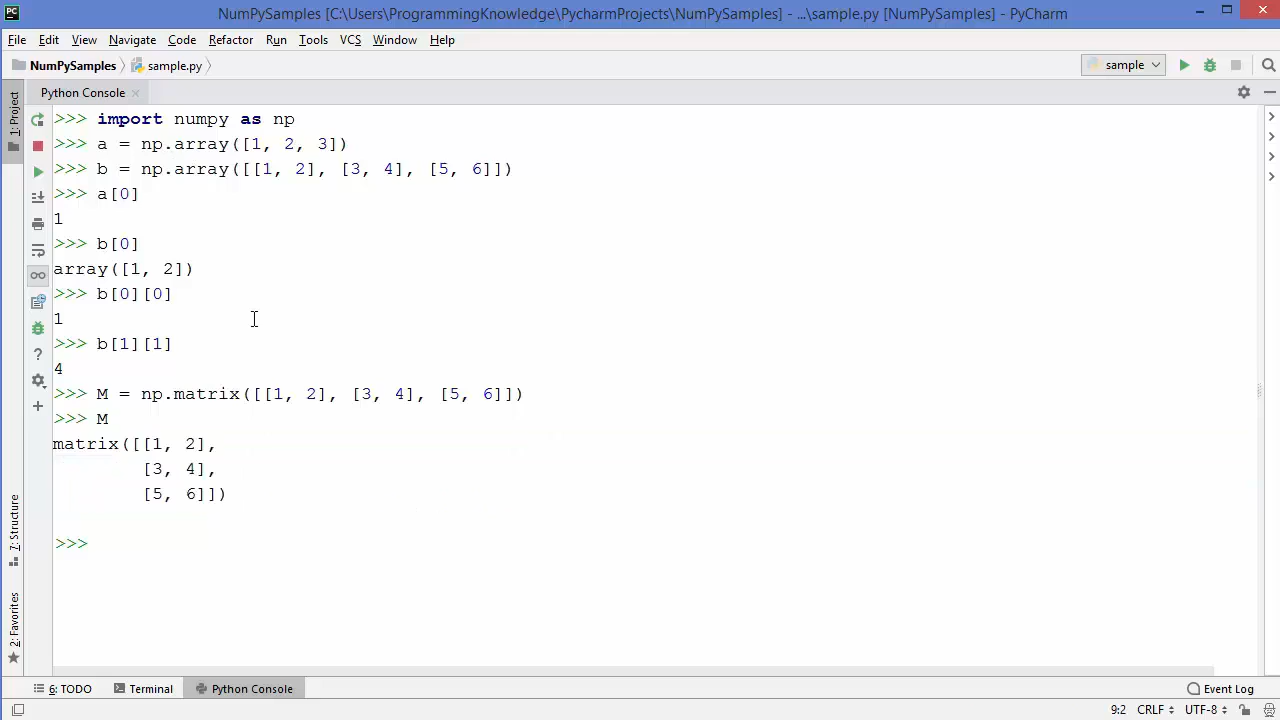 PC
NumPySamples [C:\Users\ProgrammingKnowledge\PycharmProjects\NumPySamples] - ...\sample.py [NumPySamples] - PyCharm
File Edit View Navigate Code Refactor Run Tools VCS Window Help
NumPySamples sample.py sample
Python Console
1: Project
>>> import numpy as np
>>> a = np.array([1, 2, 3])
>>> b = np.array([[1, 2], [3, 4], [5, 6]])
>>> a[0]
1
>>> b[0]
array([1, 2])
>>> b[0][0]
1
>>> b[1][1]
4
>>> M = np.matrix([[1, 2], [3, 4], [5, 6]])
>>> M
matrix([[1, 2],
        [3, 4],
        [5, 6]])
>>>
7: Structure
2: Favorites
6: TODO Terminal Python Console Event Log
9:2 CRLF UTF-8